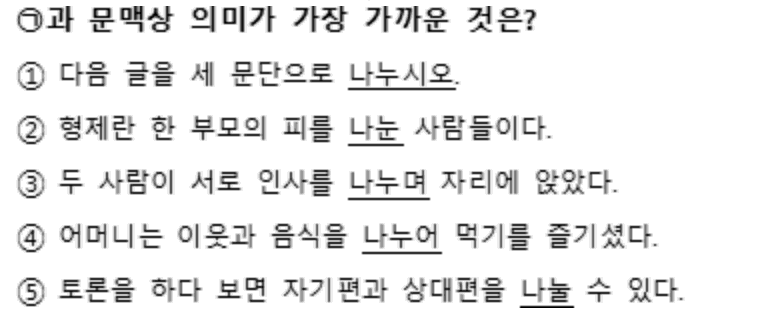 ㉠과 문맥상 의미가 가장 가까운 것은?
① 다음 글을 세 문단으로 나누시오.
② 형제란 한 부모의 피를 나눈 사람들이다.
③ 두 사람이 서로 인사를 나누며 자리에 앉았다.
④ 어머니는 이웃과 음식을 나누어 먹기를 즐기셨다.
⑤ 토론을 하다 보면 자기편과 상대편을 나눌 수 있다.